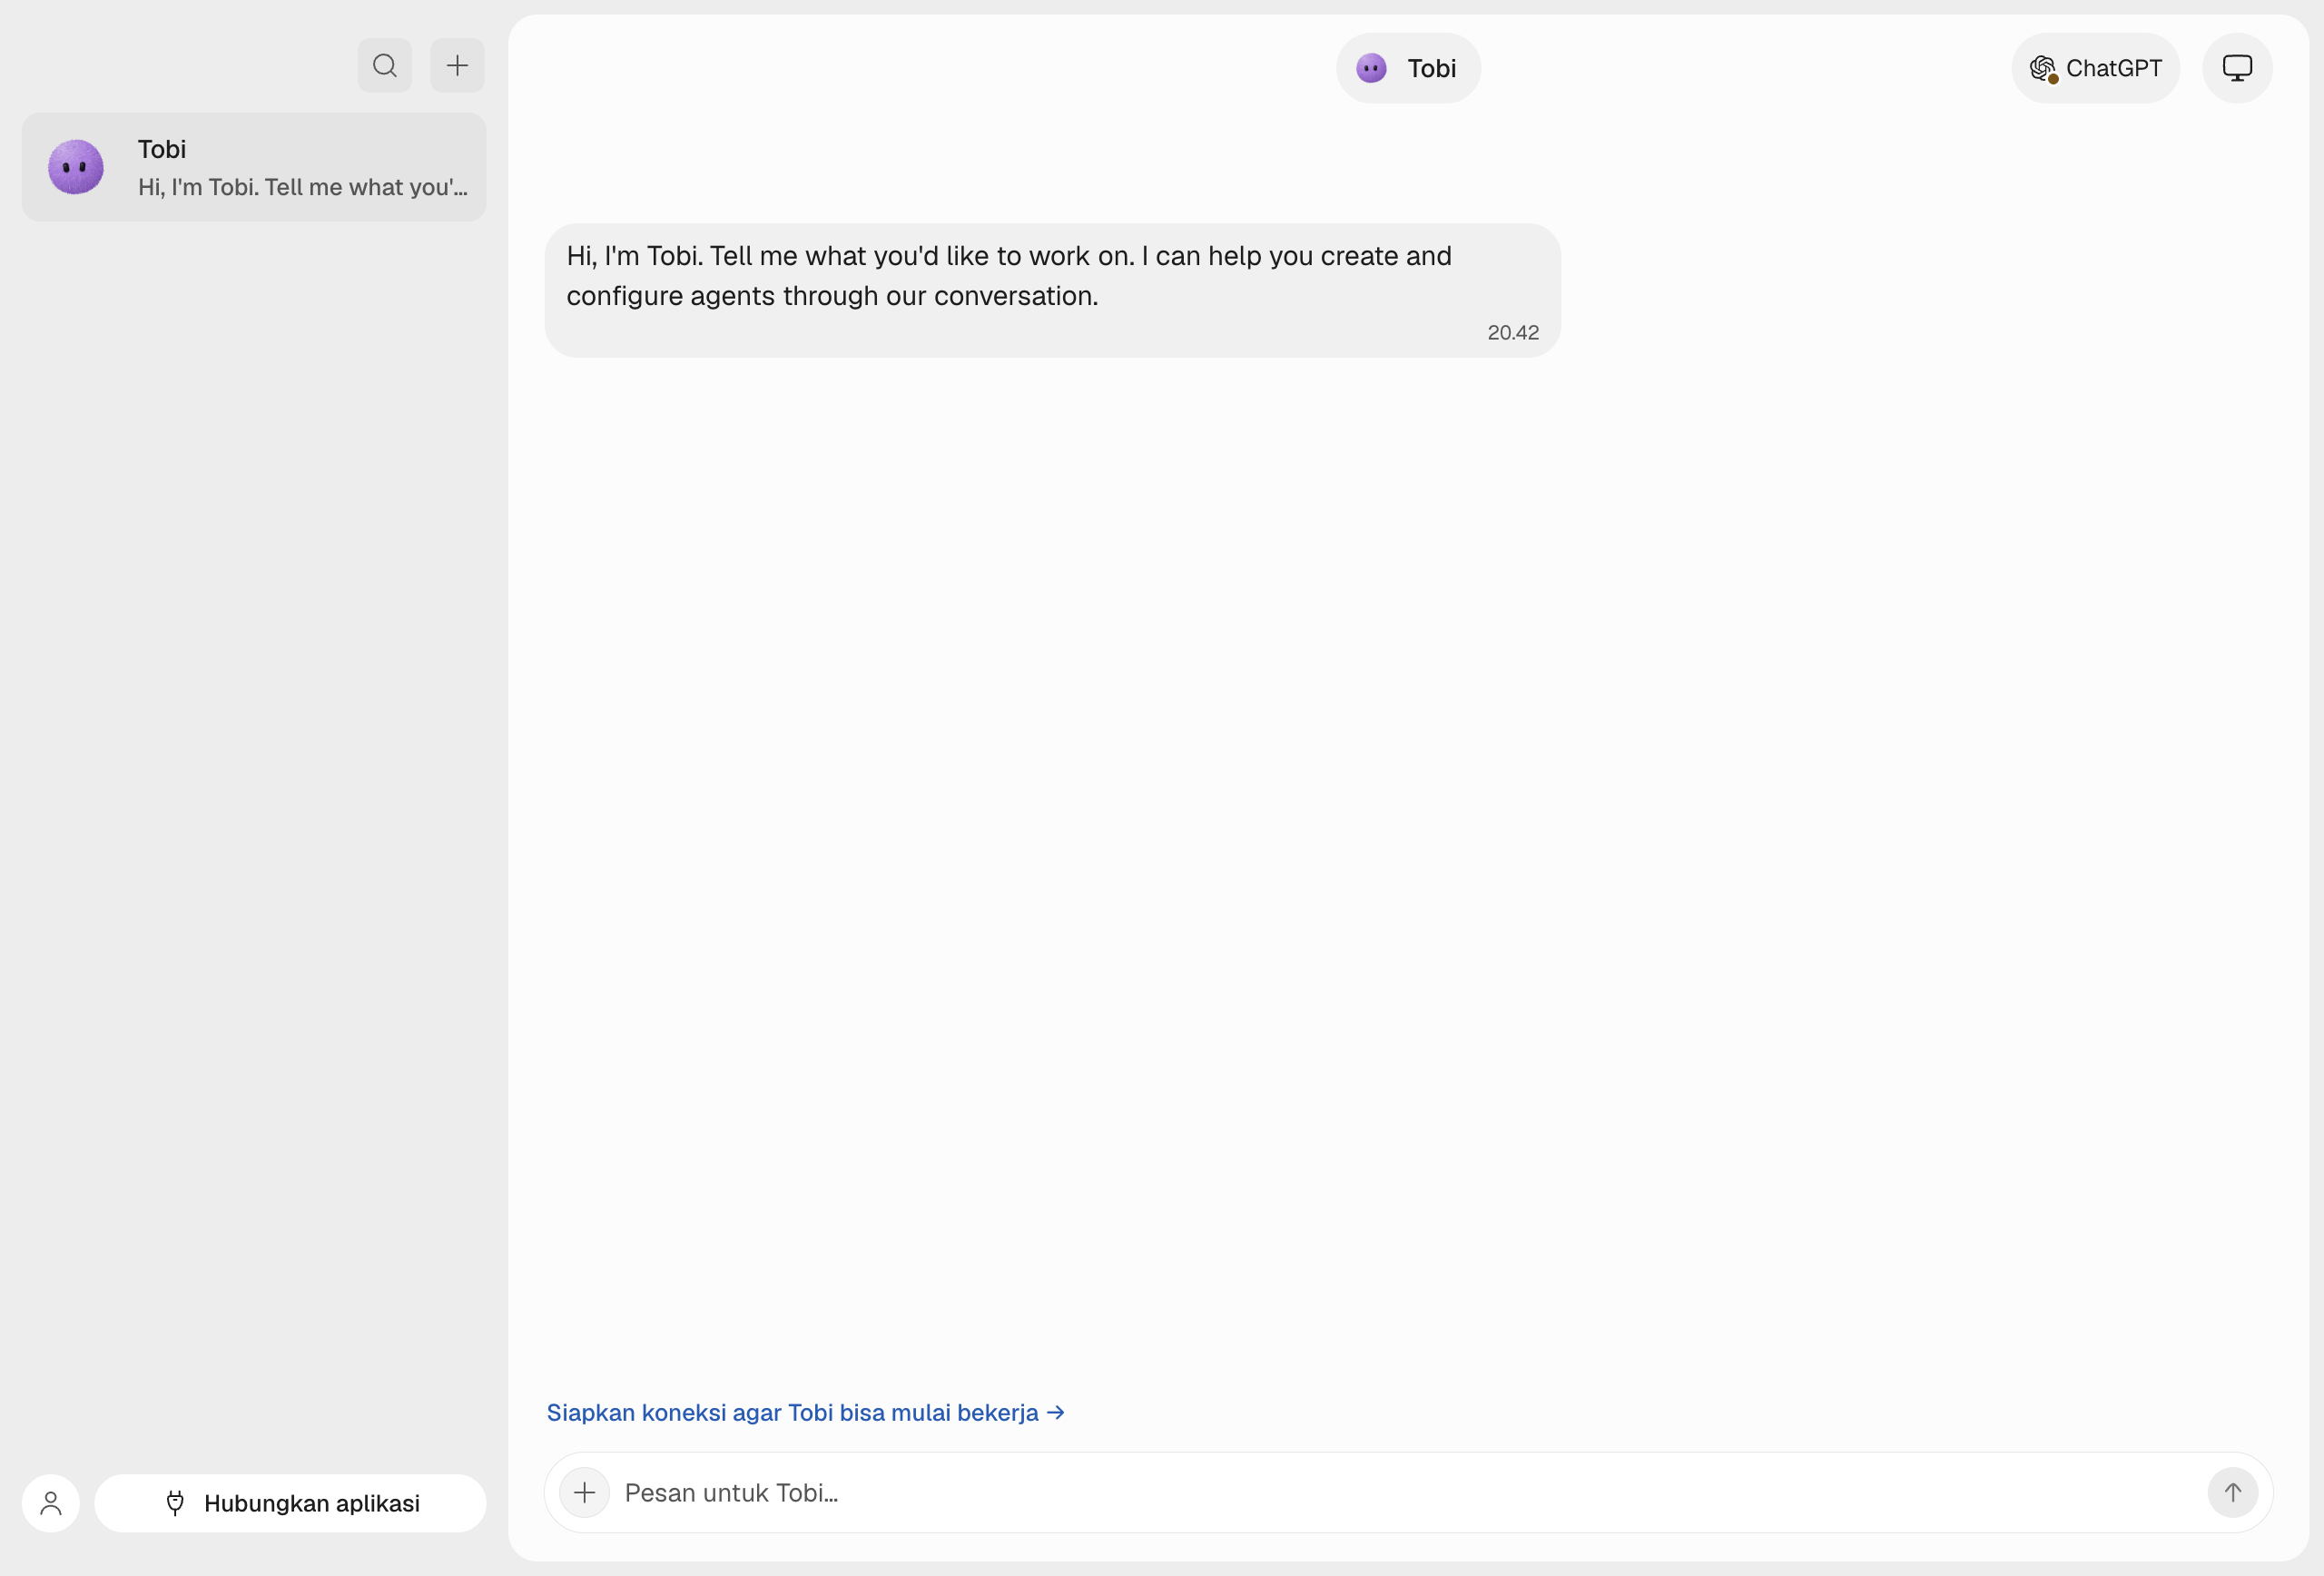 Tobi
Hi, I'm Tobi. Tell me what you'...
Hubungkan aplikasi
Tobi
ChatGPT
Hi, I'm Tobi. Tell me what you'd like to work on. I can help you create and
configure agents through our conversation.
20.42
Siapkan koneksi agar Tobi bisa mulai bekerja →
Pesan untuk Tobi...